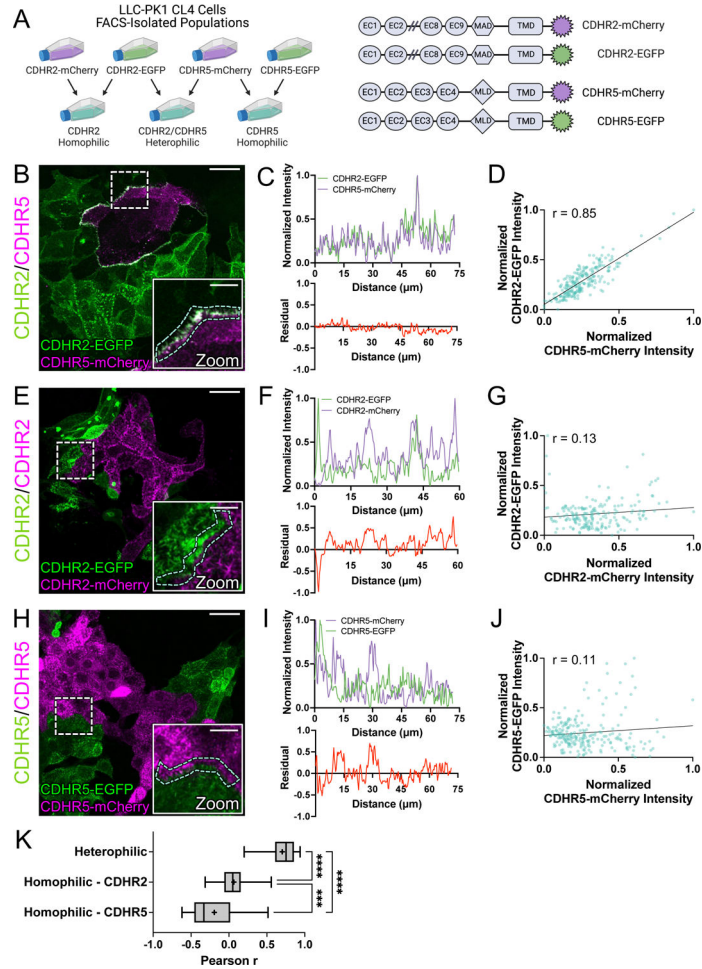 A
LLC-PK1 CL4 Cells
FACS-Isolated Populations
CDHR2-mCherry CDHR2-EGFP CDHR5-mCherry CDHR5-EGFP
CDHR2 Homophilic
CDHR2/CDHR5 Heterophilic
CDHR5 Homophilic
EC1 EC2 EC8 EC9 MAD TMD CDHR2-mCherry
EC1 EC2 EC8 EC9 MAD TMD CDHR2-EGFP
EC1 EC2 EC3 EC4 MLD TMD CDHR5-mCherry
EC1 EC2 EC3 EC4 MLD TMD CDHR5-EGFP
B
CDHR2/CDHR5
CDHR2-EGFP
CDHR5-mCherry
Zoom
C
CDHR2-EGFP
CDHR5-mCherry
Normalized Intensity
1.0
0.5
0.0
0 15 30 45 60 75
Distance (µm)
Residual
1.0
0.5
0.0
-0.5
-1.0
15 30 45 60 75
Distance (µm)
D
r = 0.85
Normalized
CDHR2-EGFP Intensity
1.0
0.5
0.0
0.0 0.5 1.0
Normalized
CDHR5-mCherry Intensity
E
CDHR2/CDHR2
CDHR2-EGFP
CDHR2-mCherry
Zoom
F
CDHR2-EGFP
CDHR2-mCherry
Normalized Intensity
1.0
0.5
0.0
0 15 30 45 60
Distance (µm)
Residual
1.0
0.5
0.0
-0.5
-1.0
15 30 45 60
Distance (µm)
G
r = 0.13
Normalized
CDHR2-EGFP Intensity
1.0
0.5
0.0
0.0 0.5 1.0
Normalized
CDHR2-mCherry Intensity
H
CDHR5/CDHR5
CDHR5-EGFP
CDHR5-mCherry
Zoom
I
CDHR5-mCherry
CDHR5-EGFP
Normalized Intensity
1.0
0.5
0.0
0 15 30 45 60 75
Distance (µm)
Residual
1.0
0.5
0.0
-0.5
-1.0
15 30 45 60 75
Distance (µm)
J
r = 0.11
Normalized
CDHR5-EGFP Intensity
1.0
0.5
0.0
0.0 0.5 1.0
Normalized
CDHR5-mCherry Intensity
K
Heterophilic
Homophilic - CDHR2
Homophilic - CDHR5
****
***
****
-1.0 -0.5 0.0 0.5 1.0
Pearson r